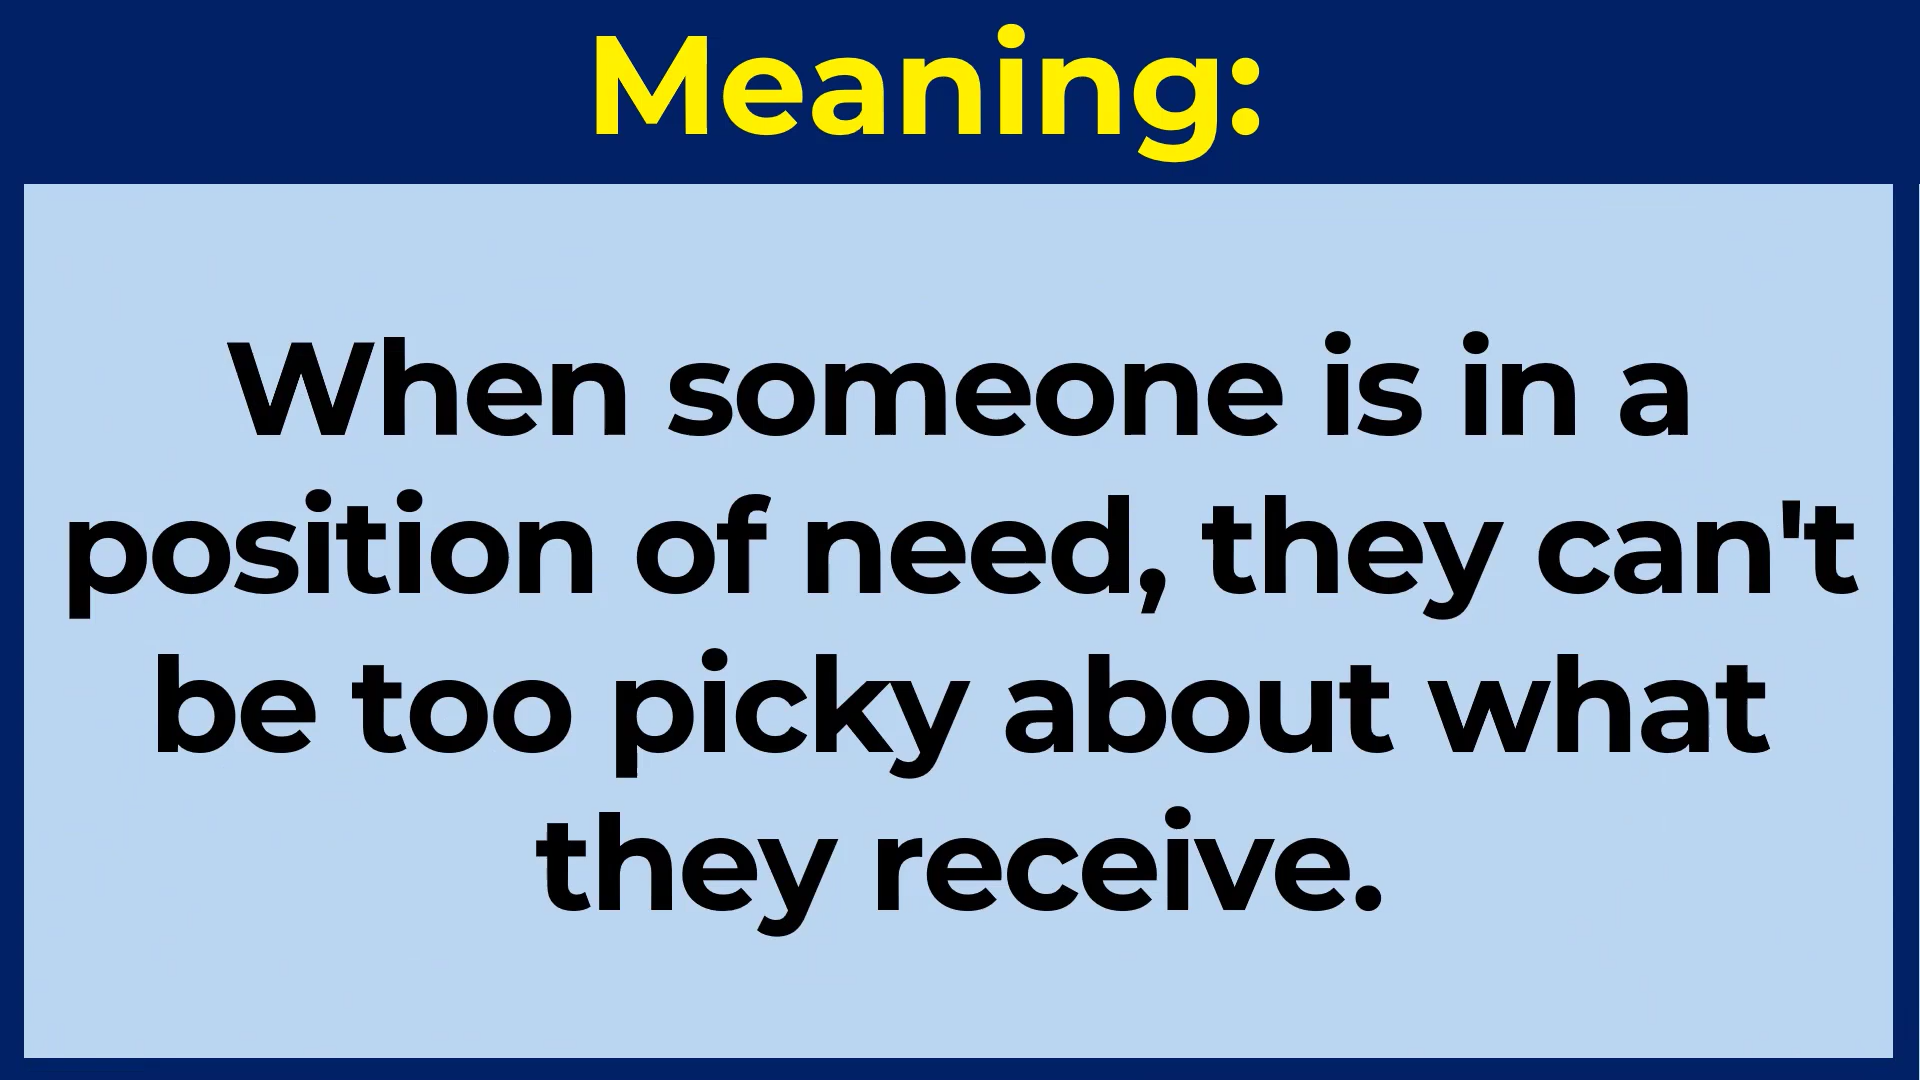 Meaning:
When someone is in a
position of need, they can't
be too picky about what
they receive.